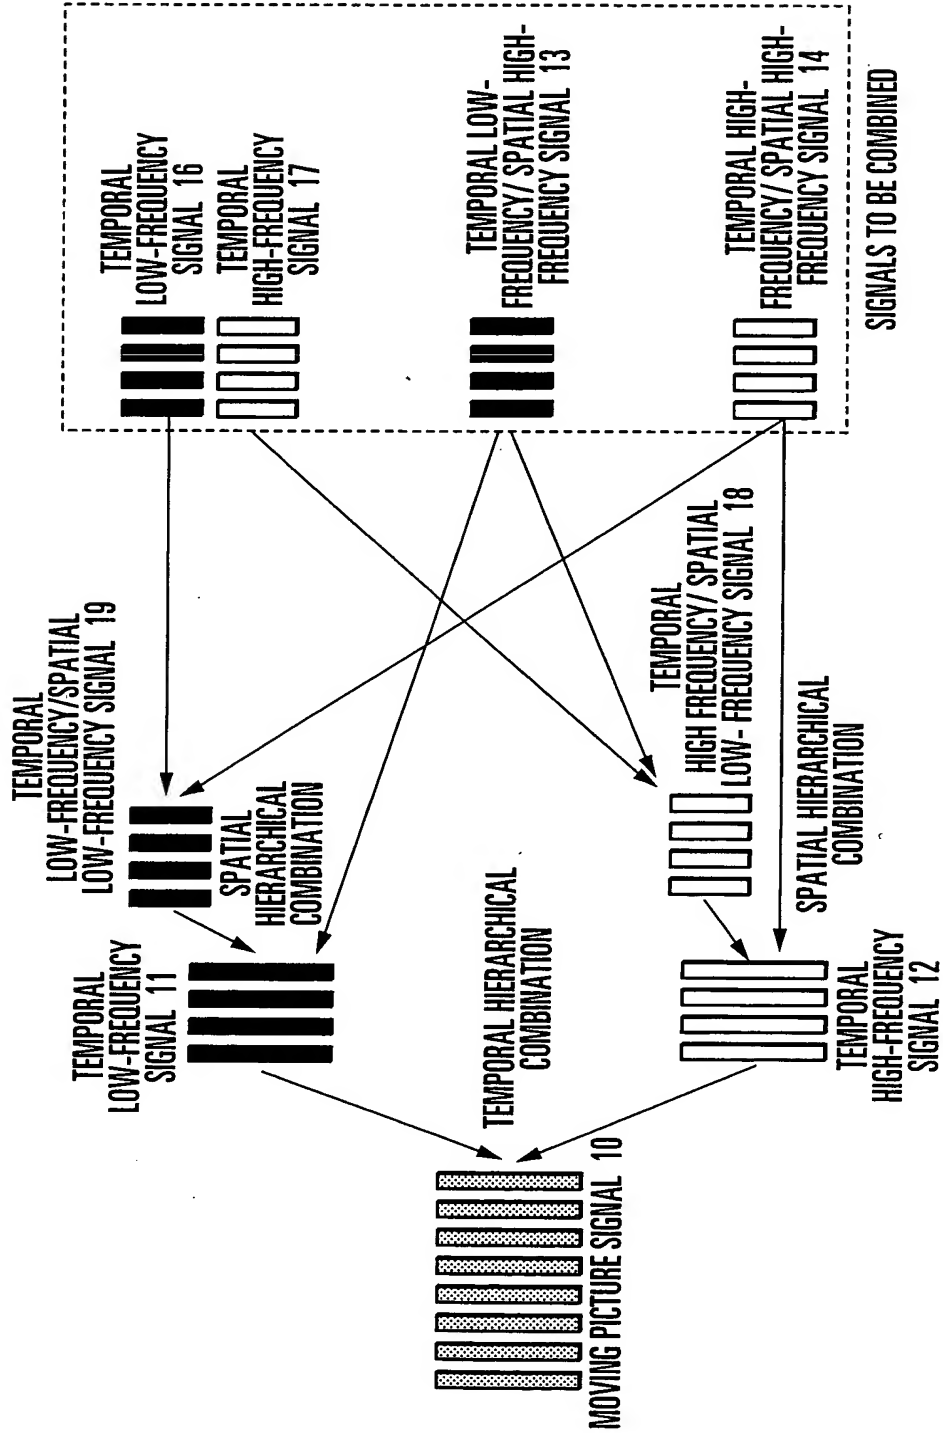 TEMPORAL
LOW-FREQUENCY
SIGNAL 16
TEMPORAL
HIGH-FREQUENCY
SIGNAL 17
TEMPORAL LOW-
FREQUENCY/ SPATIAL HIGH-
FREQUENCY SIGNAL 13
TEMPORAL HIGH-
FREQUENCY/ SPATIAL HIGH-
FREQUENCY SIGNAL 14
SIGNALS TO BE COMBINED
TEMPORAL
LOW-FREQUENCY/SPATIAL
LOW-FREQUENCY SIGNAL 19
SPATIAL
HIERARCHICAL
COMBINATION
TEMPORAL
HIGH FREQUENCY/ SPATIAL
LOW- FREQUENCY SIGNAL 18
SPATIAL HIERARCHICAL
COMBINATION
TEMPORAL
LOW-FREQUENCY
SIGNAL 11
TEMPORAL HIERARCHICAL
COMBINATION
TEMPORAL
HIGH-FREQUENCY
SIGNAL 12
MOVING PICTURE SIGNAL 10